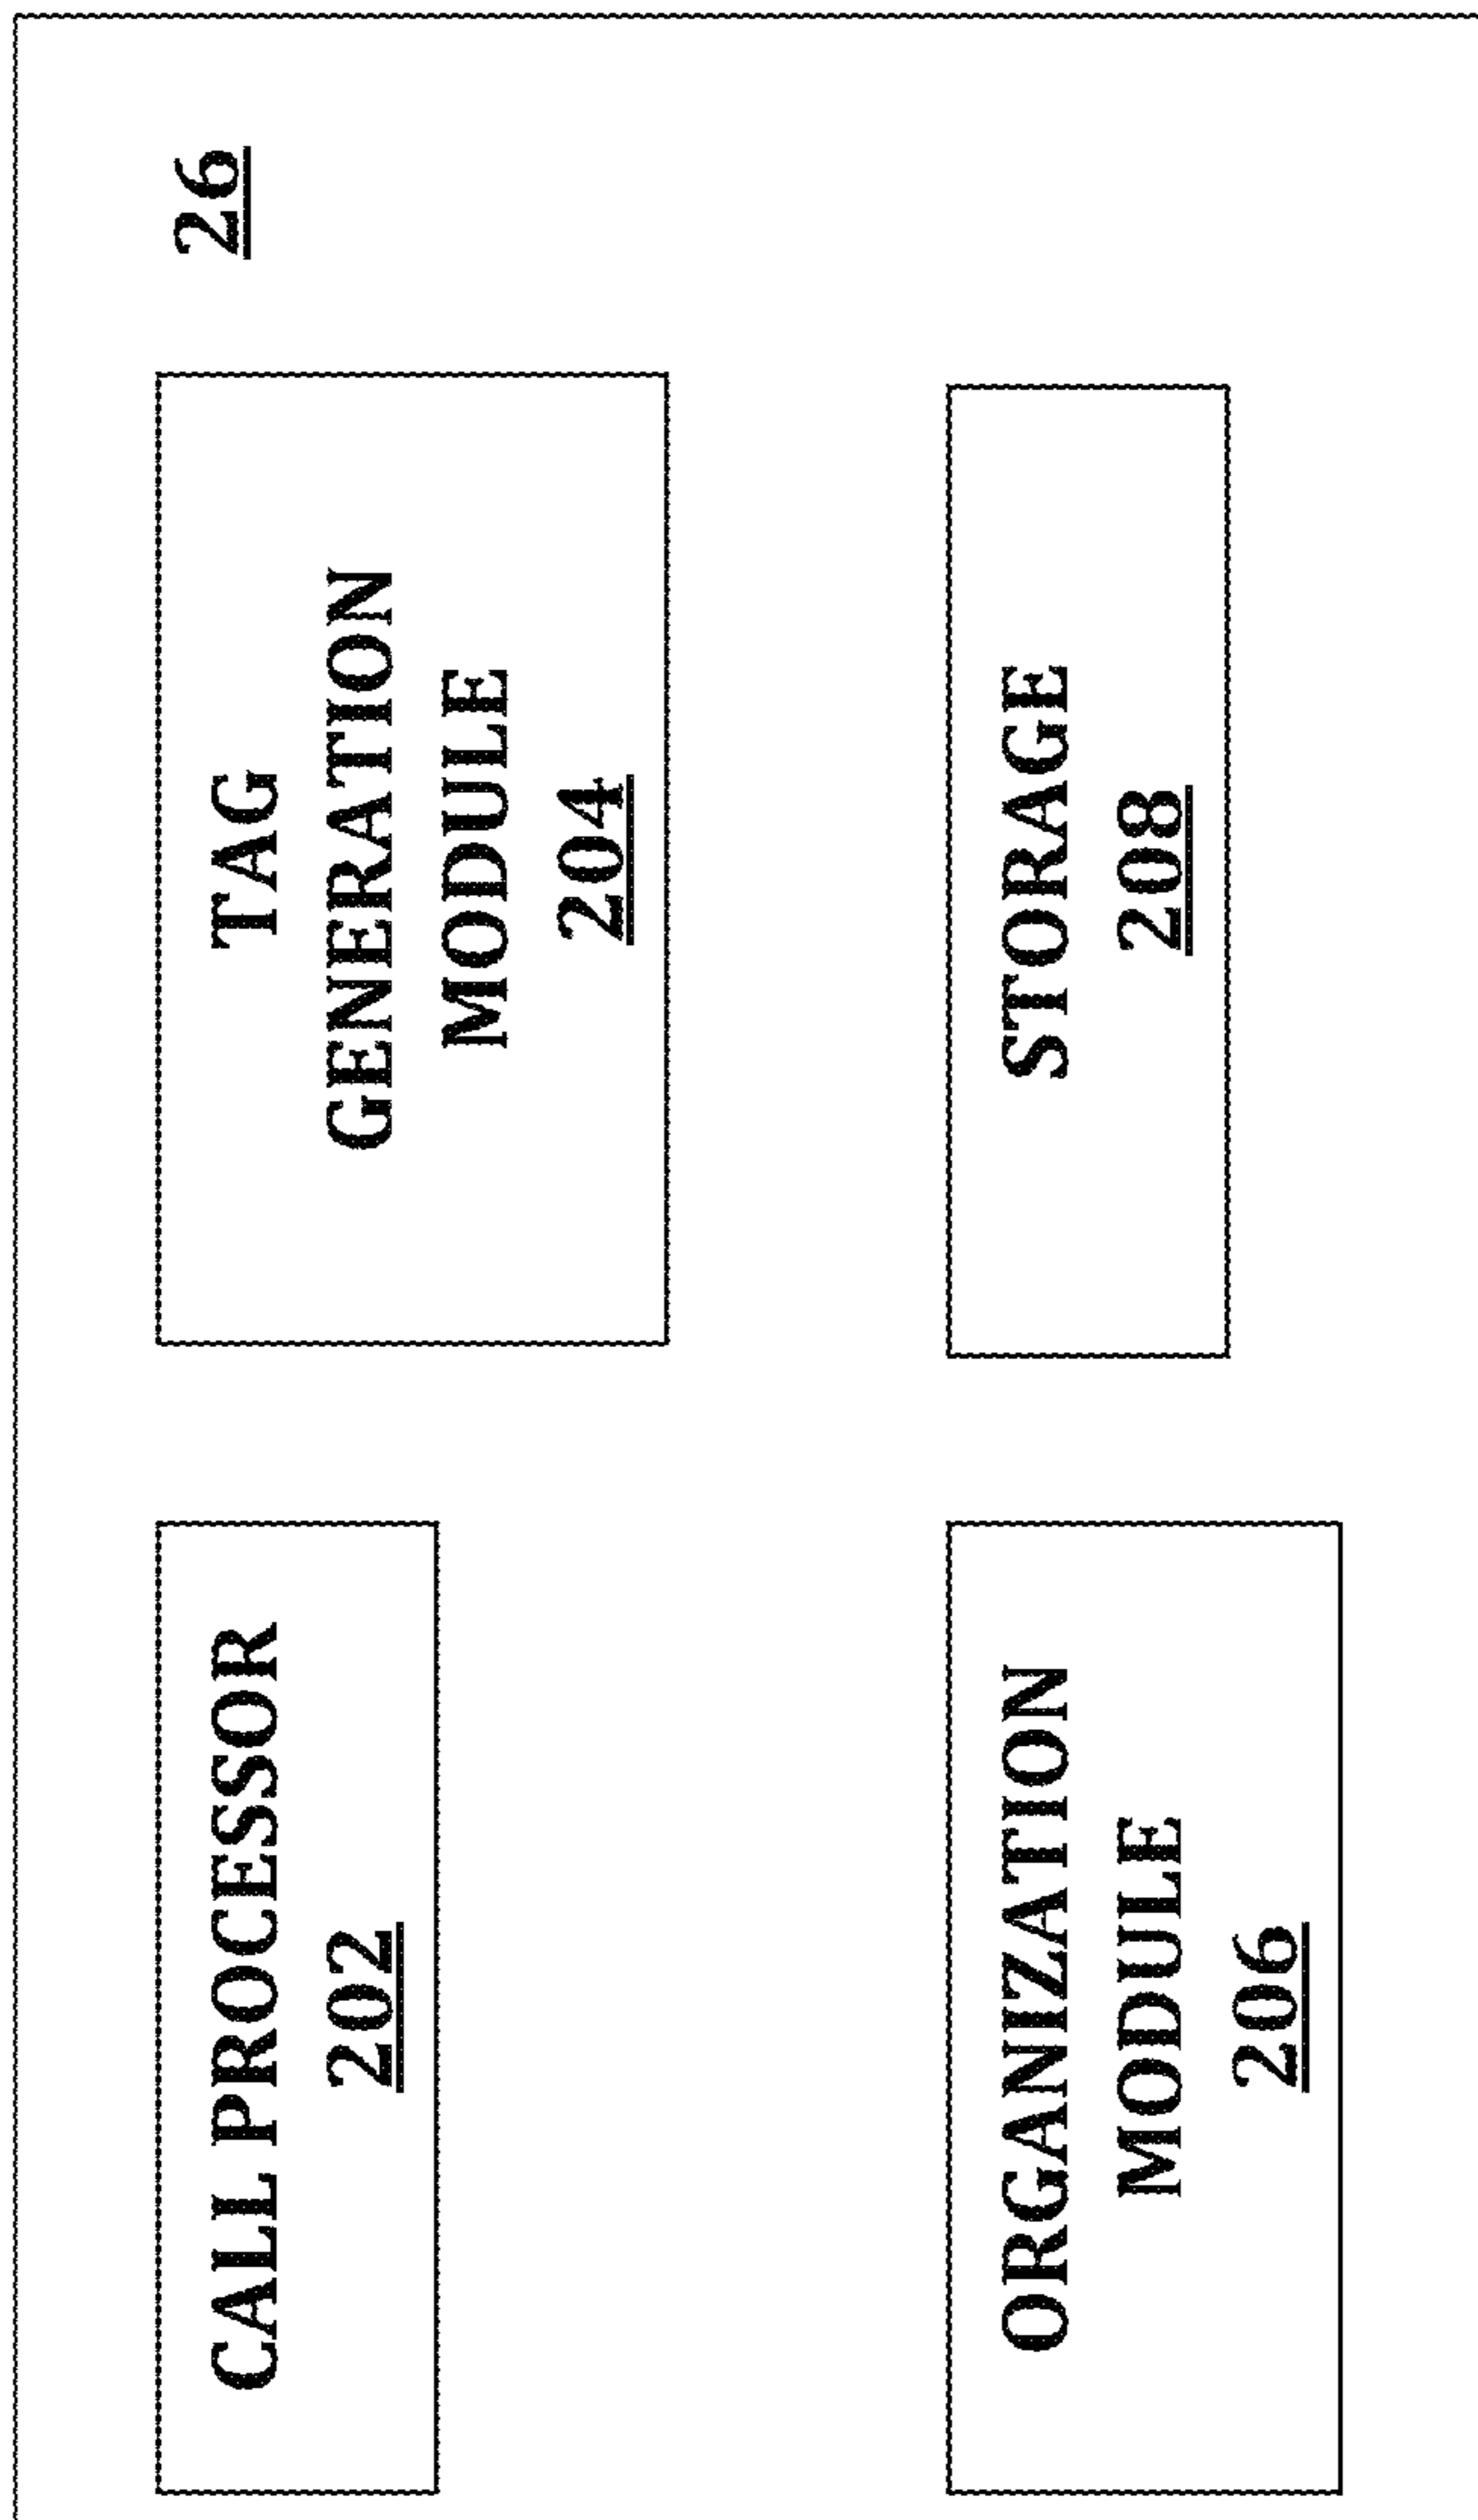 26
CALL PROCESSOR
202
TAG
GENERATION
MODULE
204
ORGANIZATION
MODULE
206
STORAGE
208